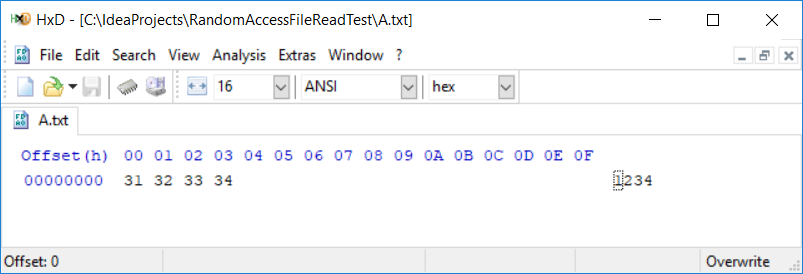 HxD - [C:\IdeaProjects\RandomAccessFileReadTest\A.txt]
File Edit Search View Analysis Extras Window ?
16 ANSI hex
A.txt
Offset(h) 00 01 02 03 04 05 06 07 08 09 0A 0B 0C 0D 0E 0F
00000000 31 32 33 34 1234
Offset: 0 Overwrite